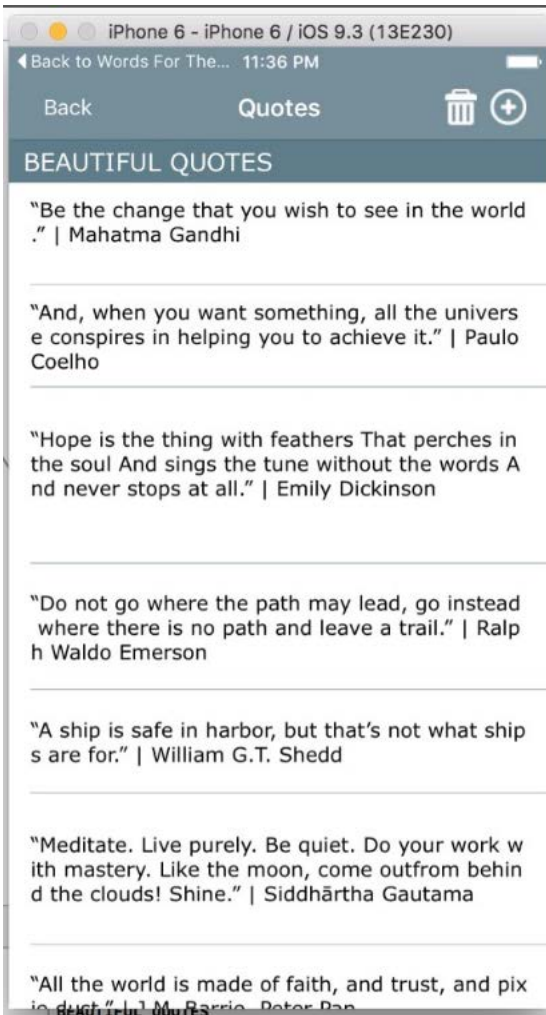 iPhone 6 - iPhone 6 / iOS 9.3 (13E230)
Back to Words For The... 11:36 PM
Back Quotes
BEAUTIFUL QUOTES
“Be the change that you wish to see in the world
.” | Mahatma Gandhi
“And, when you want something, all the univers
e conspires in helping you to achieve it.” | Paulo
Coelho
“Hope is the thing with feathers That perches in
the soul And sings the tune without the words A
nd never stops at all.” | Emily Dickinson
“Do not go where the path may lead, go instead
where there is no path and leave a trail.” | Ralp
h Waldo Emerson
“A ship is safe in harbor, but that’s not what ship
s are for.” | William G.T. Shedd
“Meditate. Live purely. Be quiet. Do your work w
ith mastery. Like the moon, come outfrom behin
d the clouds! Shine.” | Siddhārtha Gautama
“All the world is made of faith, and trust, and pix
ie dust.” | J.M. Barrie, Peter Pan
BEAUTIFUL QUOTES